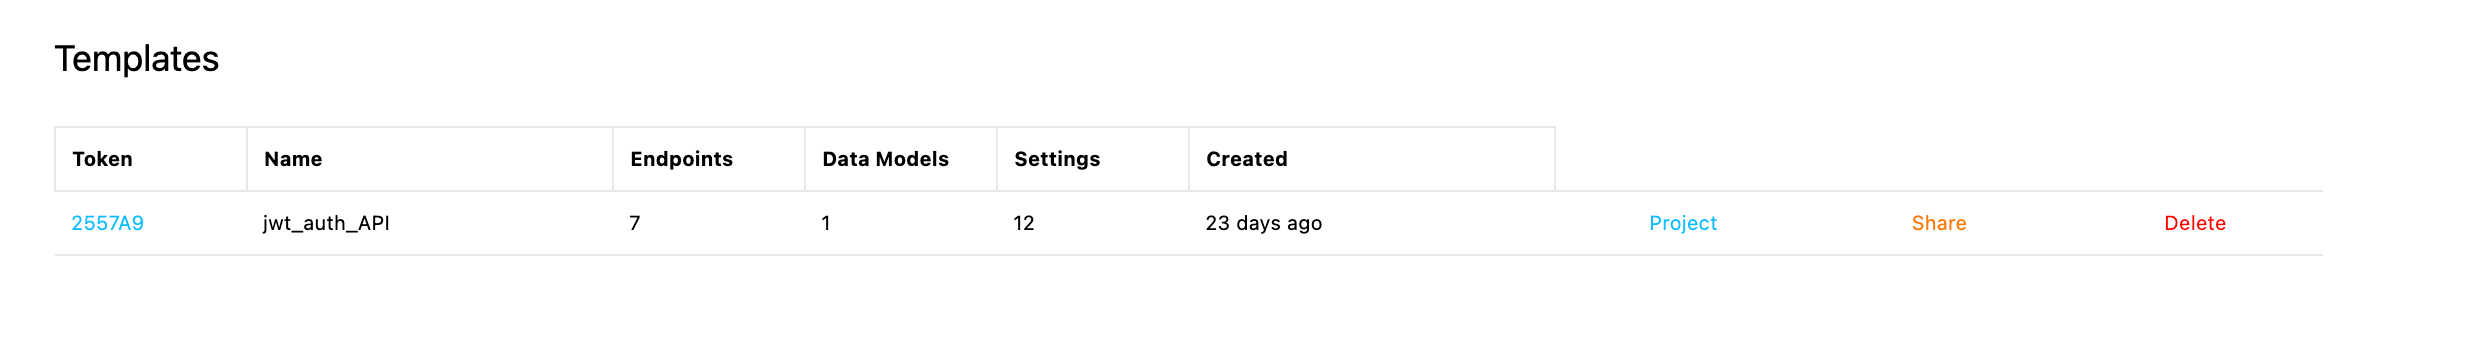 Templates
Token Name Endpoints Data Models Settings Created
2557A9 jwt_auth_API 7 1 12 23 days ago Project Share Delete